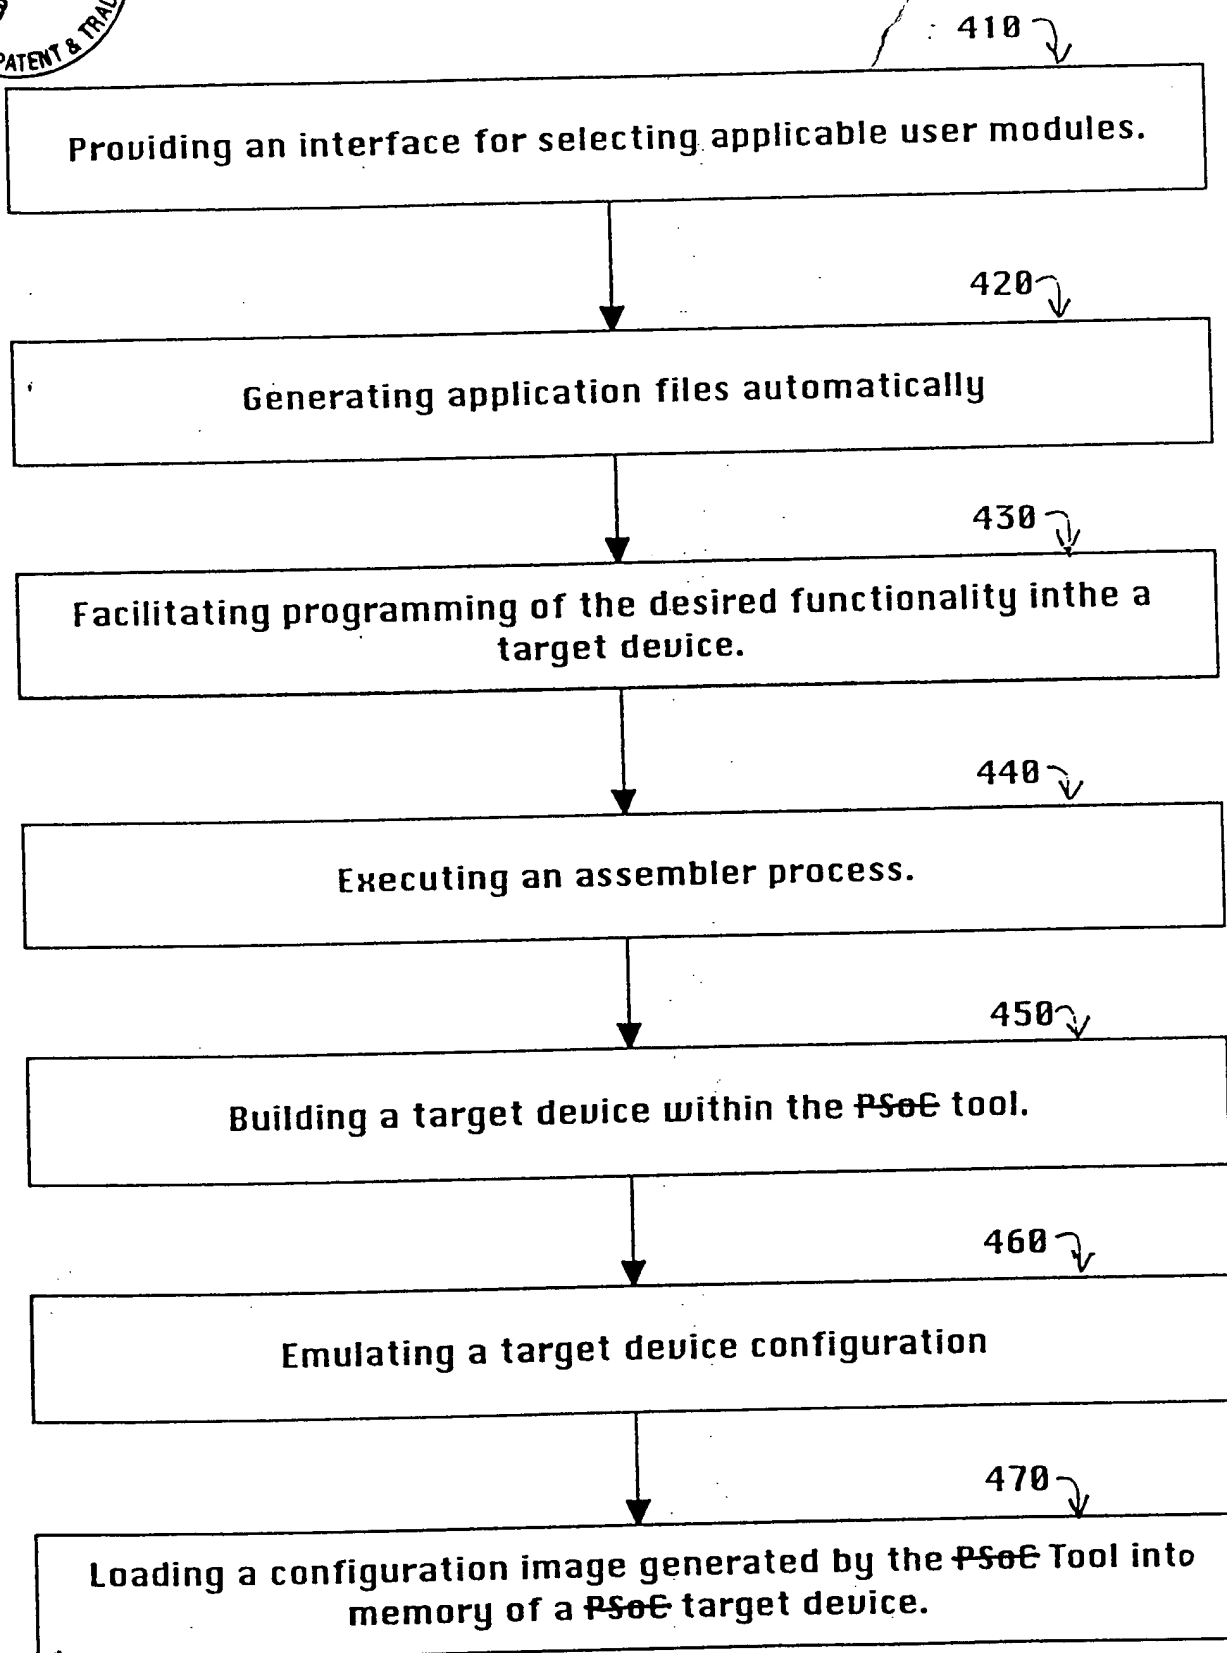 PATENT & TRAD
410
Providing an interface for selecting applicable user modules.
420
Generating application files automatically
430
Facilitating programming of the desired functionality inthe a
target device.
440
Executing an assembler process.
450
Building a target device within the PSoC tool.
460
Emulating a target device configuration
470
Loading a configuration image generated by the PSoC Tool into
memory of a PSoC target device.